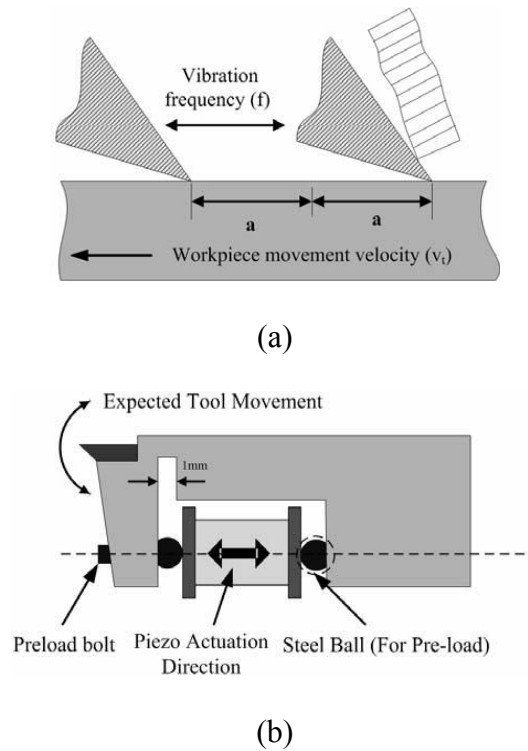 Vibration
frequency (f)
a
a
Workpiece movement velocity (vₜ)
(a)
Expected Tool Movement
1mm
Preload bolt
Piezo Actuation
Direction
Steel Ball (For Pre-load)
(b)